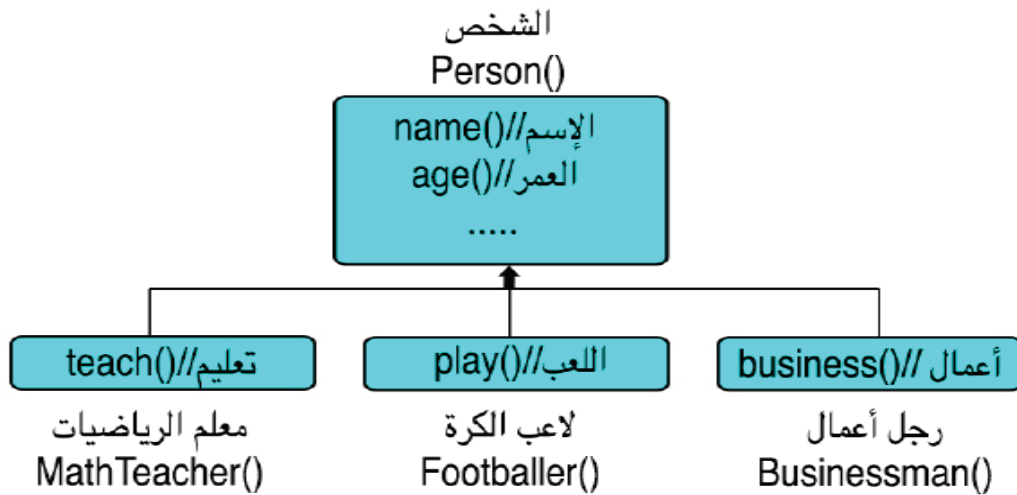 الشخص
Person()
name()//الإسم
age()//العمر
.....
teach()//تعليم
play()//اللعب
business()//أعمال
معلم الرياضيات
لاعب الكرة
رجل أعمال
MathTeacher()
Footballer()
Businessman()